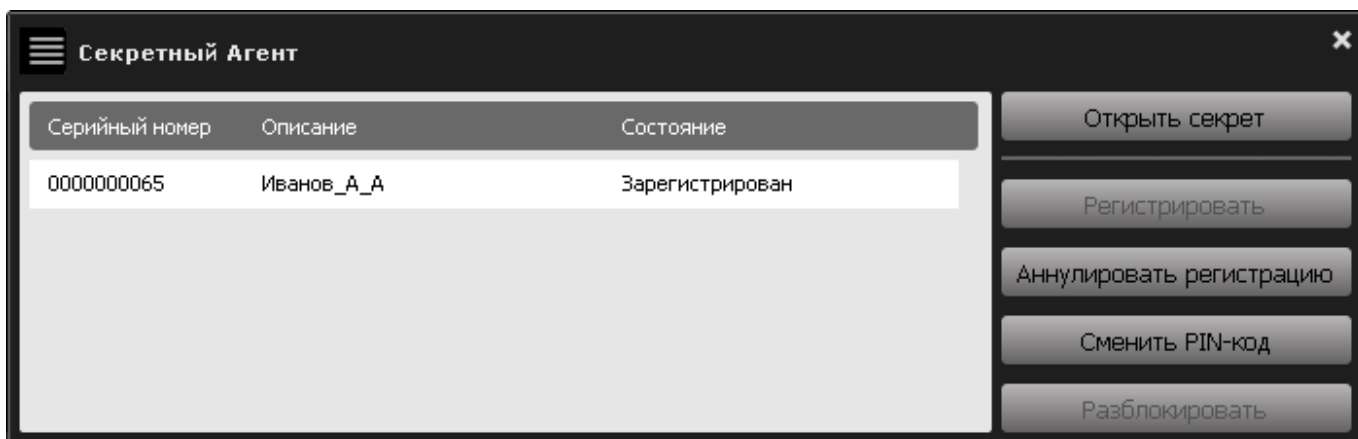 Секретный Агент
Серийный номер Описание Состояние
0000000065 Иванов_А_А Зарегистрирован
Открыть секрет
Регистрировать
Аннулировать регистрацию
Сменить PIN-код
Разблокировать